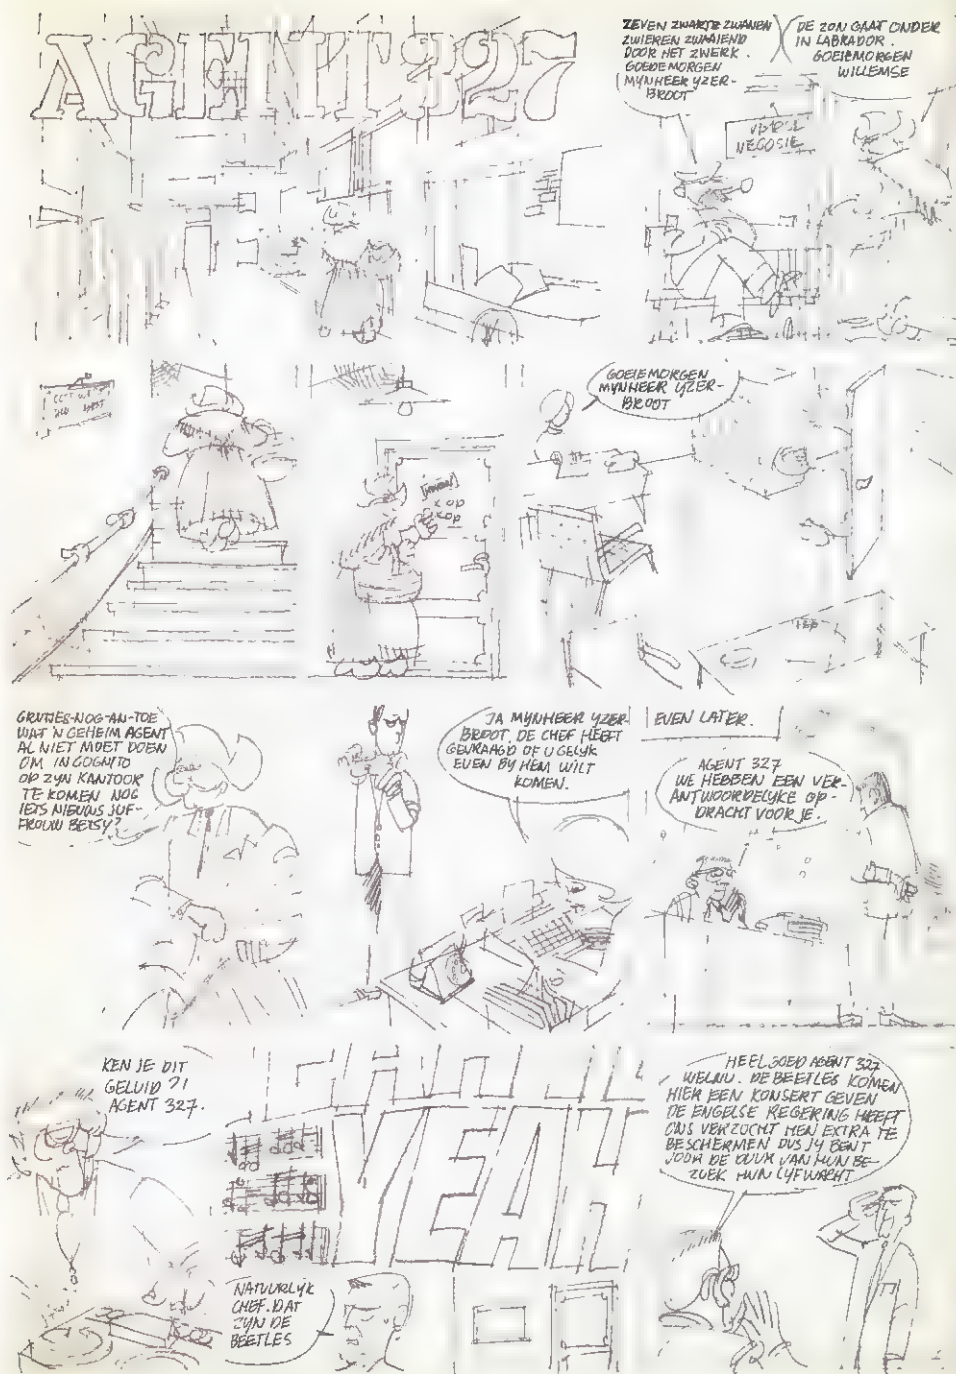 AGENT 327
ZEVEN ZWARTE ZWANEN
ZWIEREN ZWAAIEND
DOOR HET ZWERK.
GOEDEMORGEN
MYNHEER YZER-
BROOT
DE ZON GAAT ONDER
IN LABRADOR.
GOEIEMORGEN
WILLEMSE
NEGOSIE
GOEIEMORGEN
MYNHEER YZER-
BROOT
GRUTJES-NOG-AN-TOE
WAT 'N GEHEIM AGENT
AL NIET MOET DOEN
OM INCOGNITO
OP ZYN KANTOOR
TE KOMEN NOG
IETS NIEUWS JUF-
FROUW BETSY?
JA MYNHEER YZER-
BROOT. DE CHEF HEEFT
GEVRAAGD OF U GELYK
EVEN BY HEM WILT
KOMEN.
EVEN LATER.
AGENT 327
WE HEBBEN EEN VER-
ANTWOORDELYKE OP-
DRACHT VOOR JE.
KEN JE DIT
GELUID ?!
AGENT 327.
YEAH
NATUURLYK
CHEF. DAT
ZYN DE
BEETLES
HEEL GOED AGENT 327
WELNU. DE BEETLES KOMEN
HIER EEN KONSERT GEVEN
DE ENGELSE REGERING HEEFT
ONS VERZOCHT HEN EXTRA TE
BESCHERMEN DUS JY BENT
VOOR DE DUUR VAN HUN BE-
ZOEK HUN LYFWACHT